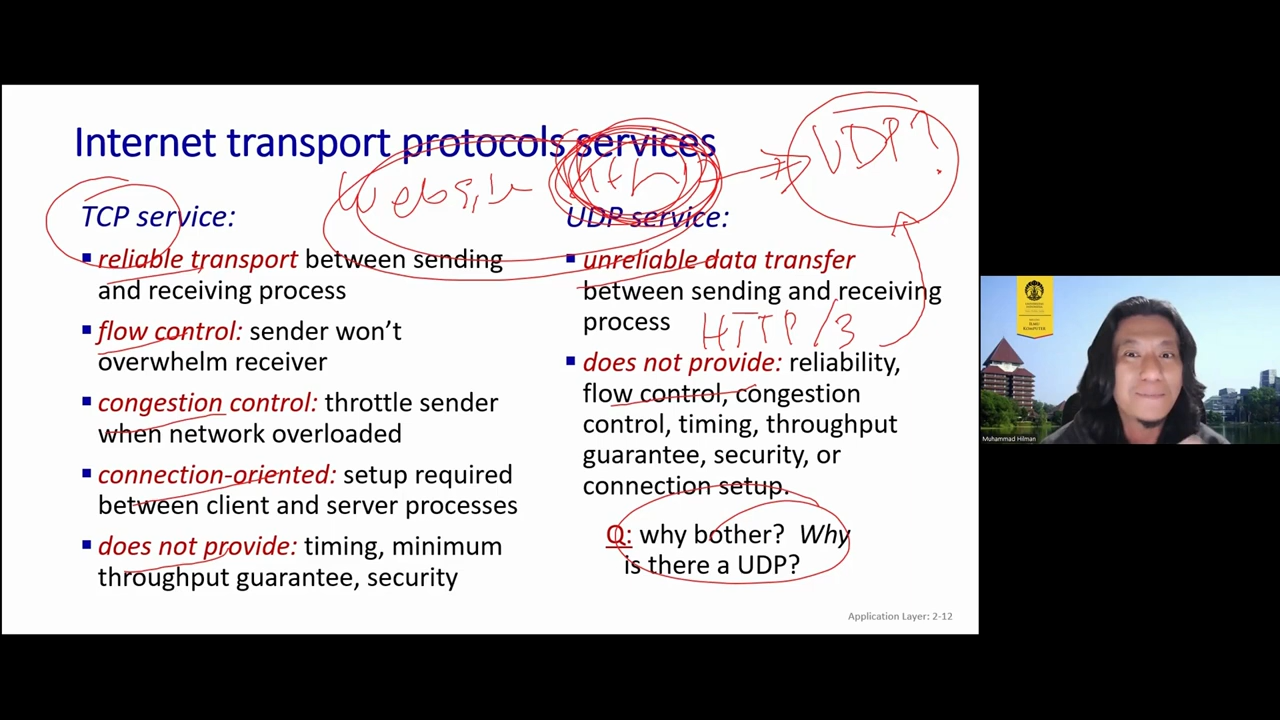 Internet transport protocols services
UDP?
Website
TCP service:
reliable transport between sending
and receiving process
flow control: sender won't
overwhelm receiver
congestion control: throttle sender
when network overloaded
connection-oriented: setup required
between client and server processes
does not provide: timing, minimum
throughput guarantee, security
UDP service:
unreliable data transfer
between sending and receiving
process
HTTP/3
does not provide: reliability,
flow control, congestion
control, timing, throughput
guarantee, security, or
connection setup.
Q: why bother? Why
is there a UDP?
Application Layer: 2-12
Muhammad Hilman